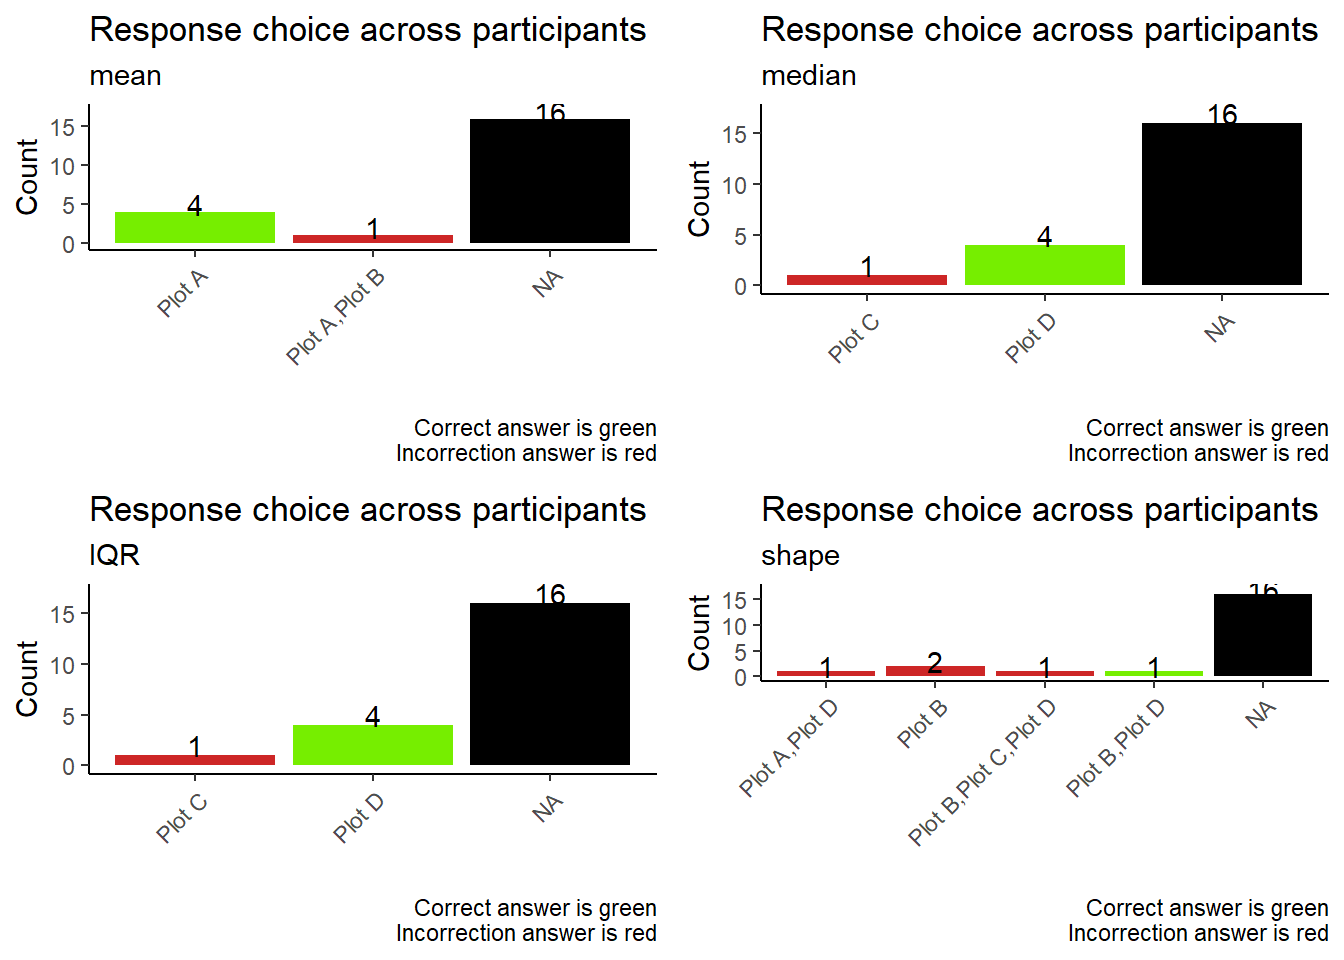 Response choice across participants
mean
Count
15
10
5
0
4
1
16
Plot A
Plot A,Plot B
NA
Correct answer is green
Incorrection answer is red
Response choice across participants
median
Count
15
10
5
0
1
4
16
Plot C
Plot D
NA
Correct answer is green
Incorrection answer is red
Response choice across participants
IQR
Count
15
10
5
0
1
4
16
Plot C
Plot D
NA
Correct answer is green
Incorrection answer is red
Response choice across participants
shape
Count
15
10
5
0
1
2
1
1
16
Plot A,Plot D
Plot B
Plot B,Plot C,Plot D
Plot B,Plot D
NA
Correct answer is green
Incorrection answer is red